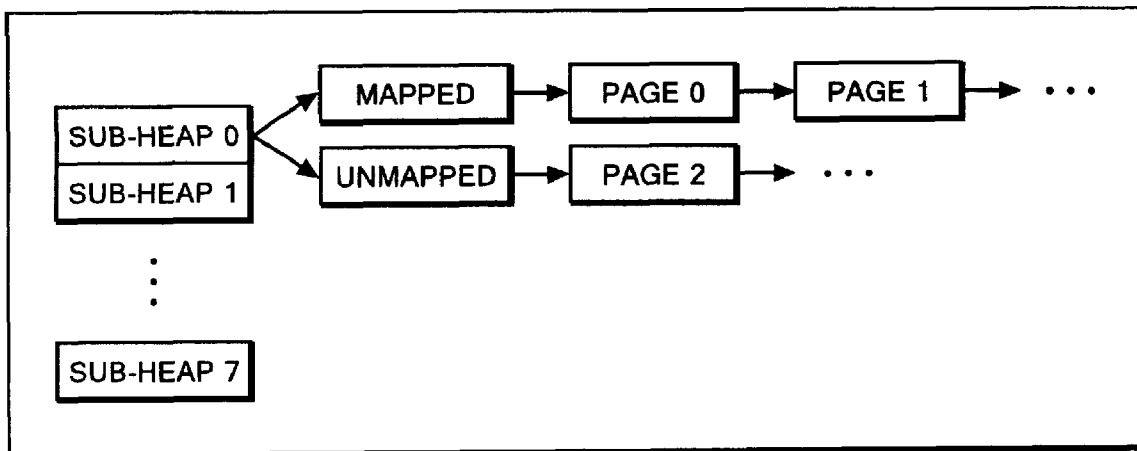 MAPPED
PAGE 0
PAGE 1
SUB-HEAP 0
UNMAPPED
PAGE 2
SUB-HEAP 1
SUB-HEAP 7